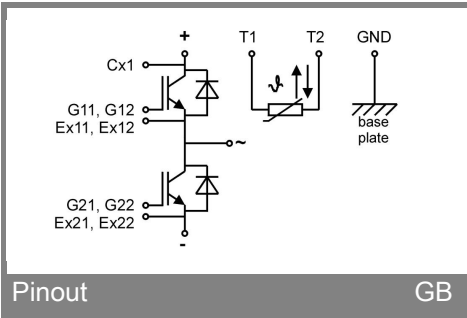 + T1 T2 GND
Cx1
ϑ
G11, G12
Ex11, Ex12
base
plate
~
G21, G22
Ex21, Ex22
-
Pinout GB